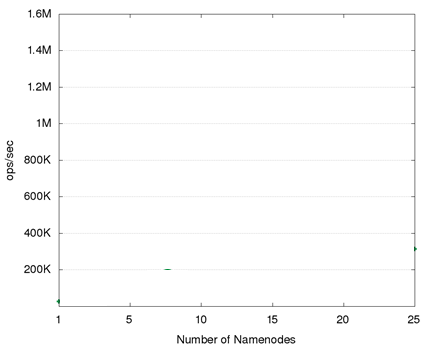 1.6M
1.4M
1.2M
1M
800K
600K
400K
200K
ops/sec
1 5 10 15 20 25
Number of Namenodes